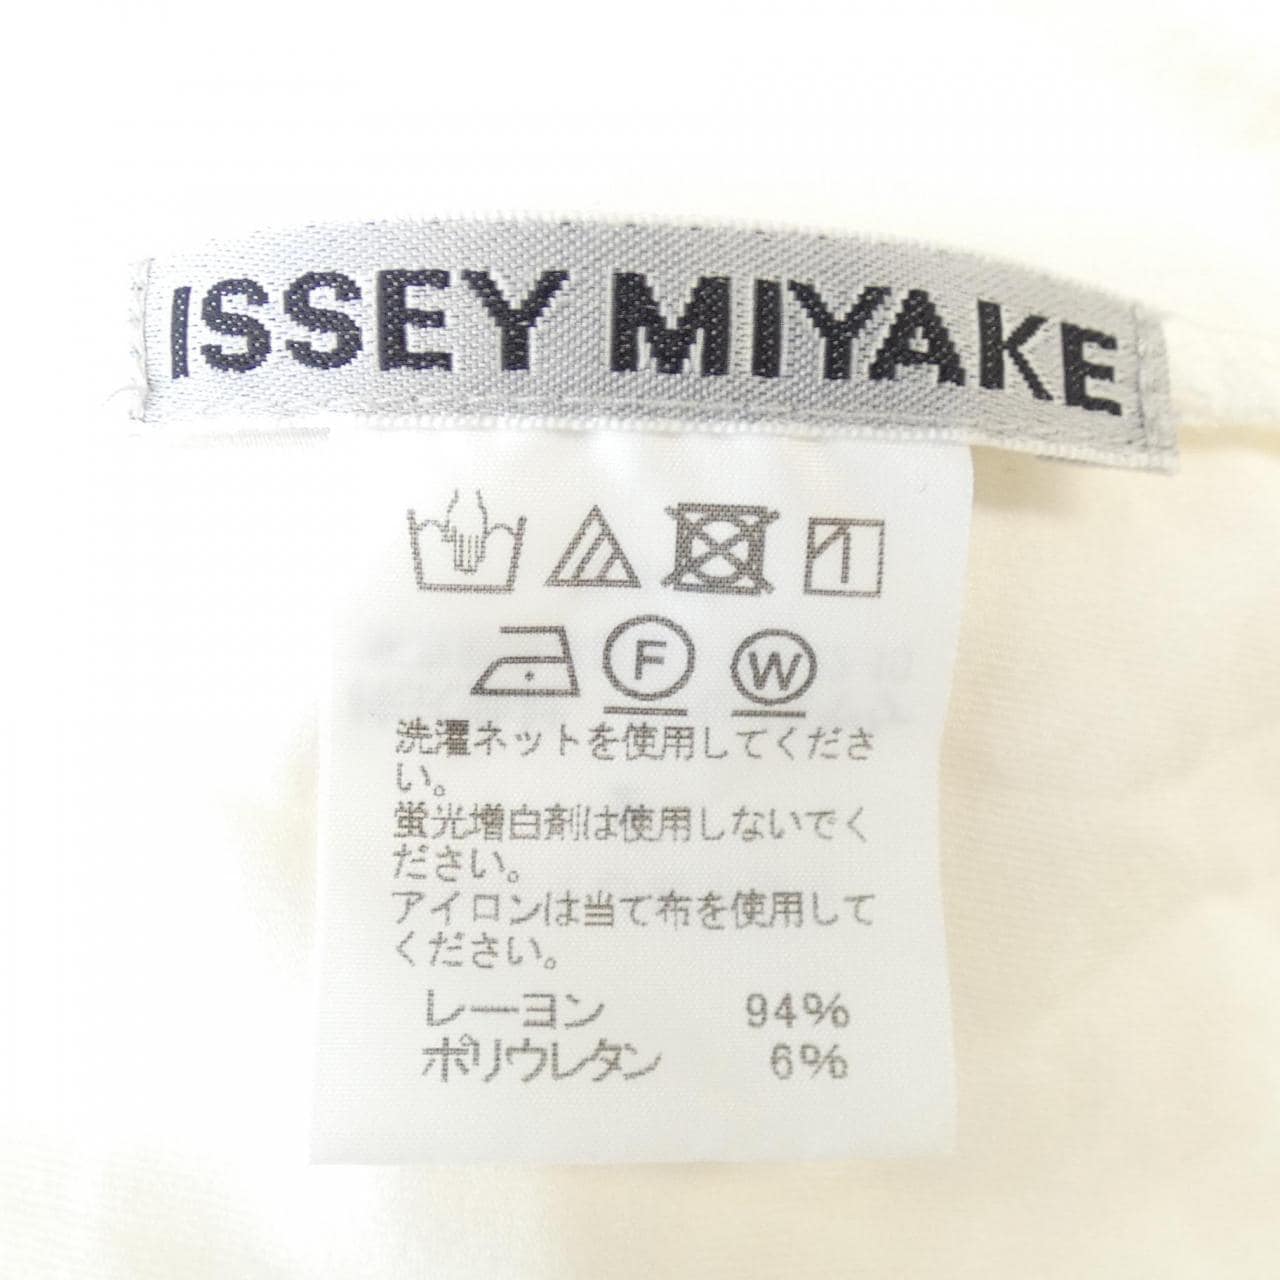 ISSEY MIYAKE
F W
洗濯ネットを使用してくださ
い。
蛍光増白剤は使用しないでく
ださい。
アイロンは当て布を使用して
ください。
レーヨン 94%
ポリウレタン 6%